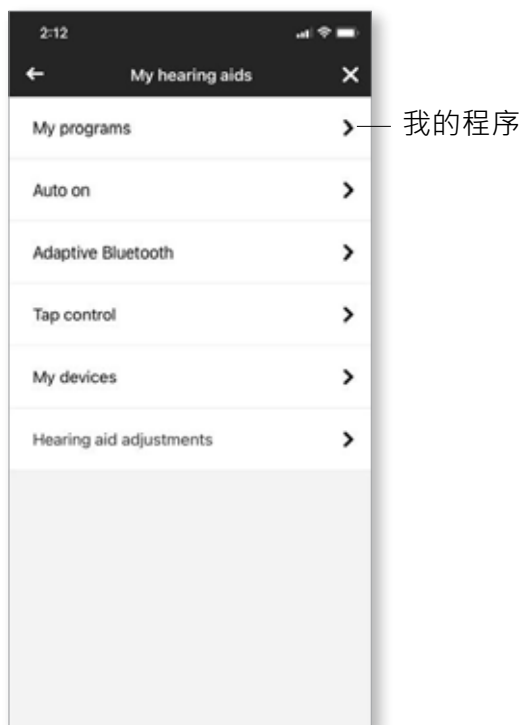 2:12
My hearing aids
My programs
我的程序
Auto on
Adaptive Bluetooth
Tap control
My devices
Hearing aid adjustments